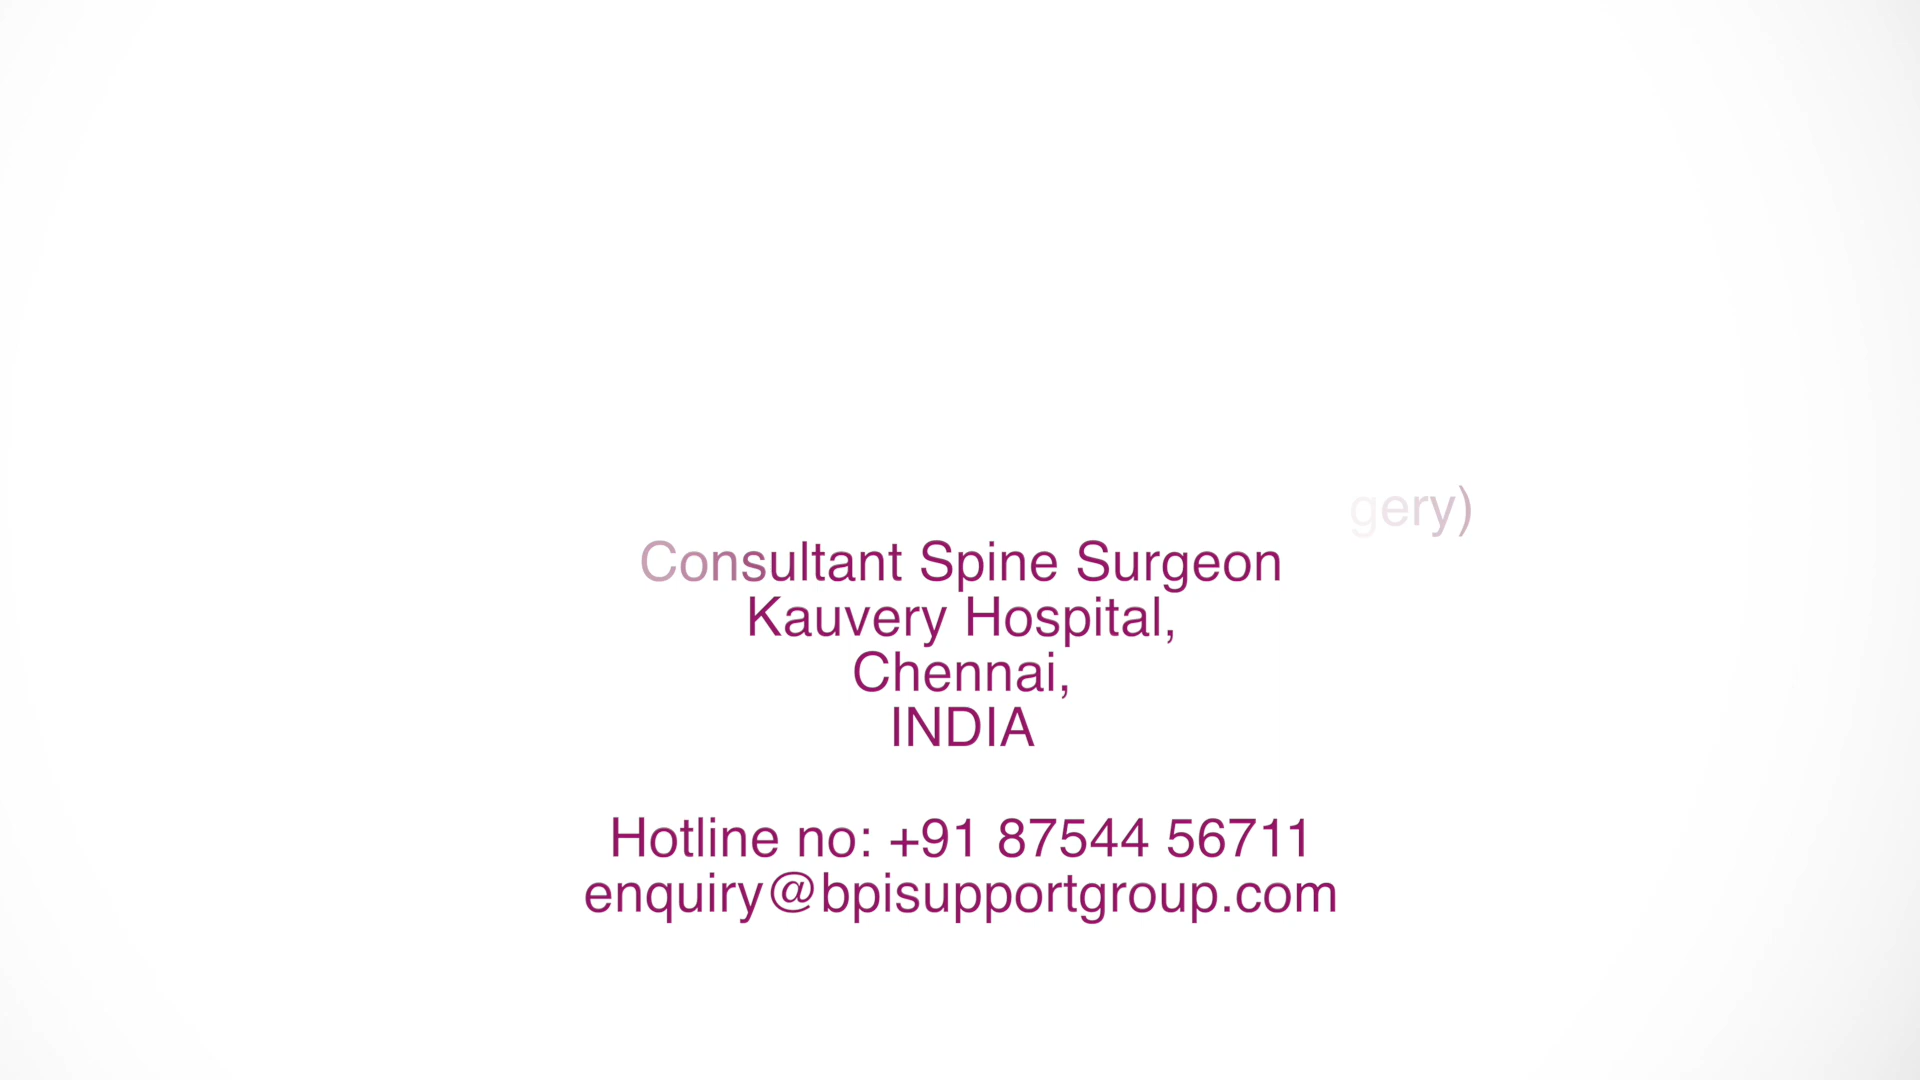 gery)
Consultant Spine Surgeon
Kauvery Hospital,
Chennai,
INDIA
Hotline no: +91 87544 56711
enquiry@bpisupportgroup.com